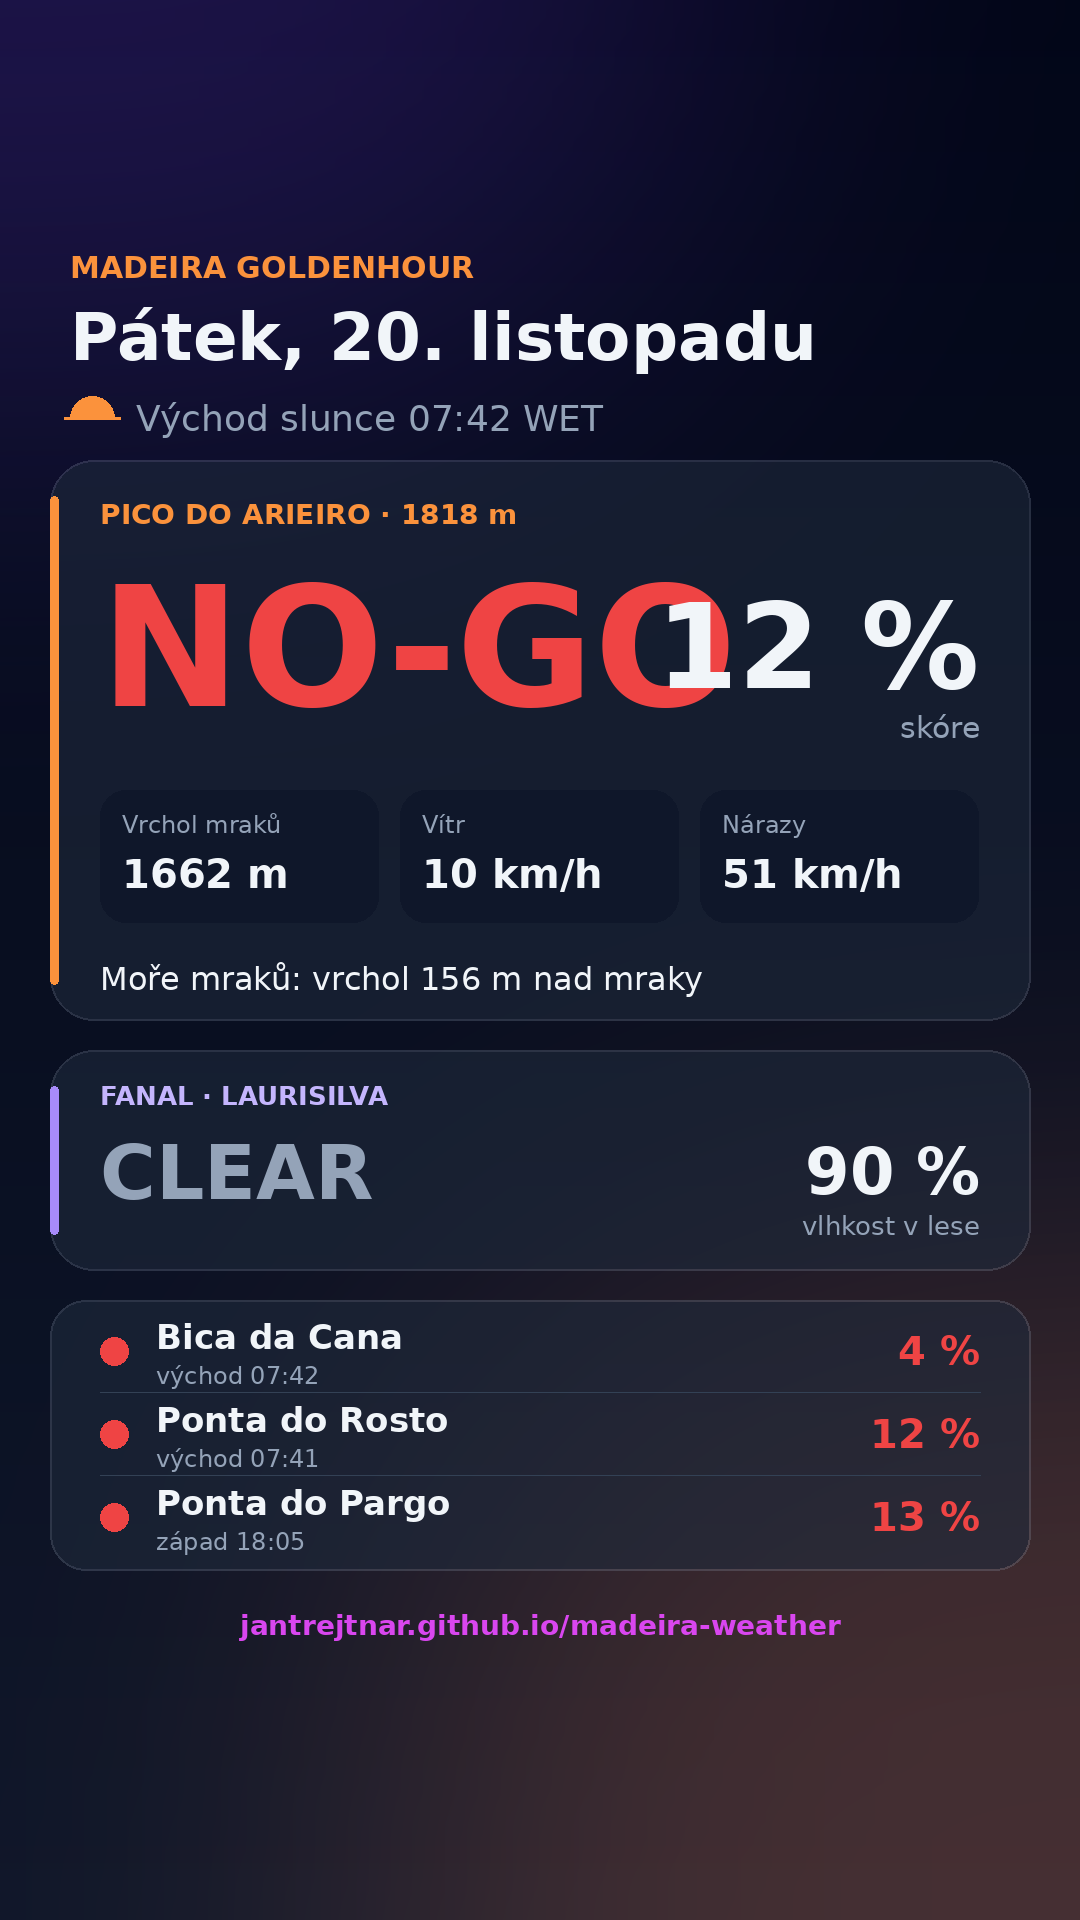 MADEIRA GOLDENHOUR
Pátek, 20. listopadu
Východ slunce 07:42 WET
PICO DO ARIEIRO · 1818 m
NO-GO 12 %
skóre
Vrchol mraků Vítr Nárazy
1662 m 10 km/h 51 km/h
Moře mraků: vrchol 156 m nad mraky
FANAL · LAURISILVA
CLEAR 90 %
vlhkost v lese
Bica da Cana 4 %
východ 07:42
Ponta do Rosto 12 %
východ 07:41
Ponta do Pargo 13 %
západ 18:05
jantrejtnar.github.io/madeira-weather